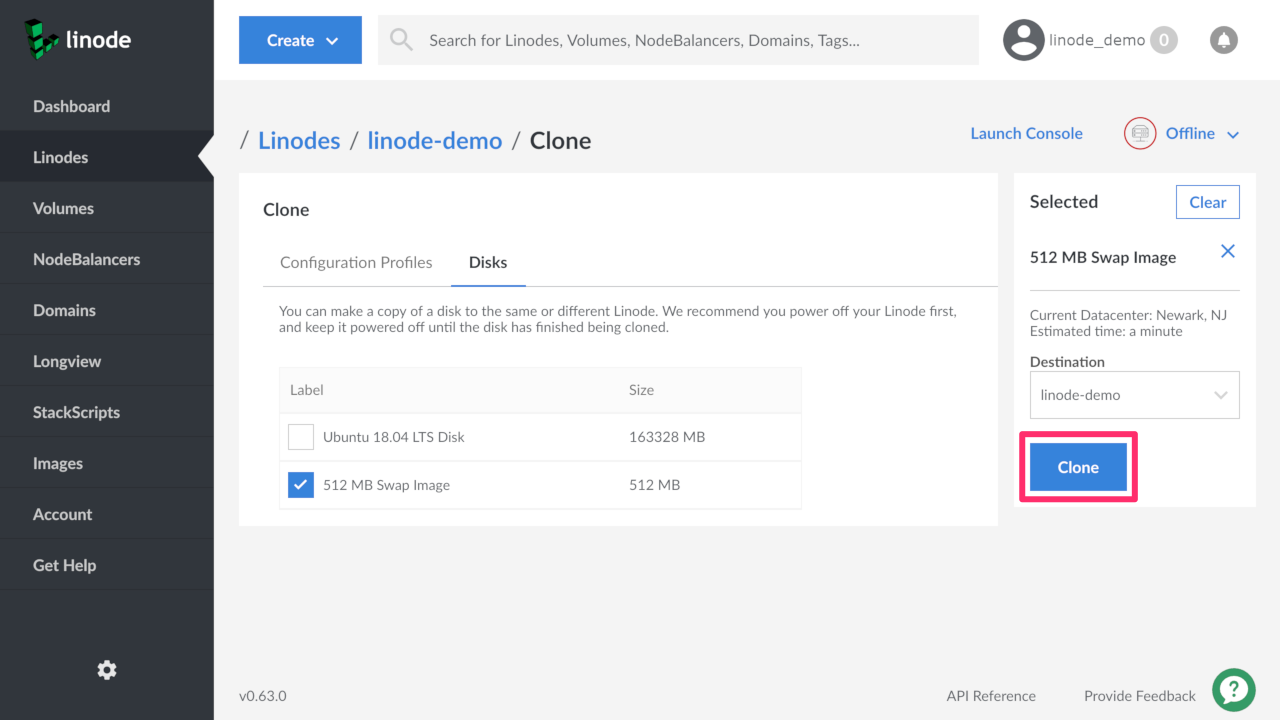 linode
Create
Search for Linodes, Volumes, NodeBalancers, Domains, Tags...
linode_demo 0
Dashboard
Linodes
Volumes
NodeBalancers
Domains
Longview
StackScripts
Images
Account
Get Help
/ Linodes / linode-demo / Clone
Launch Console
Offline
Clone
Configuration Profiles Disks
You can make a copy of a disk to the same or different Linode. We recommend you power off your Linode first,
and keep it powered off until the disk has finished being cloned.
Label Size
Ubuntu 18.04 LTS Disk 163328 MB
512 MB Swap Image 512 MB
Selected Clear
512 MB Swap Image
Current Datacenter: Newark, NJ
Estimated time: a minute
Destination
linode-demo
Clone
v0.63.0
API Reference
Provide Feedback
?